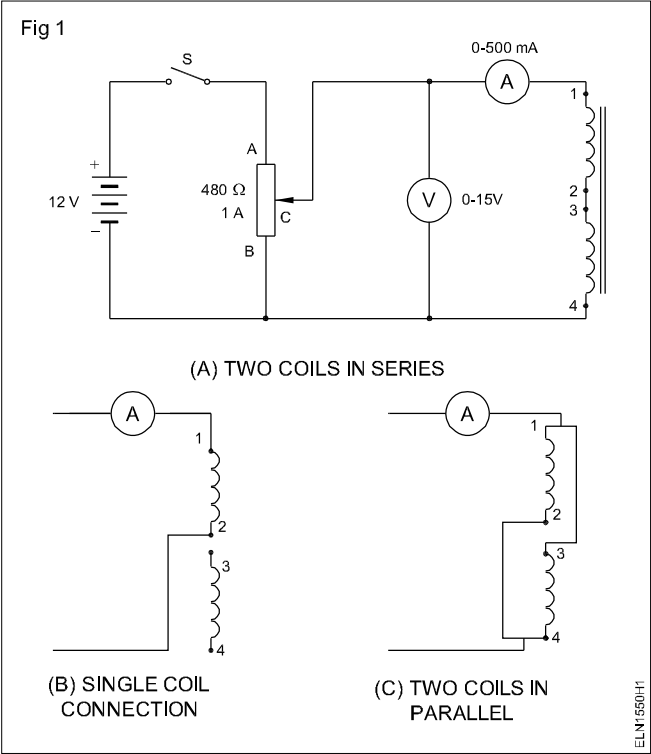 Fig 1
0-500 mA
S
A
1
A
+
480 Ω
12 V
V
0-15V
2
1 A
C
3
–
B
4
(A) TWO COILS IN SERIES
A
A
1
1
2
2
3
3
4
4
(B) SINGLE COIL
CONNECTION
(C) TWO COILS IN
PARALLEL
ELN1550H1